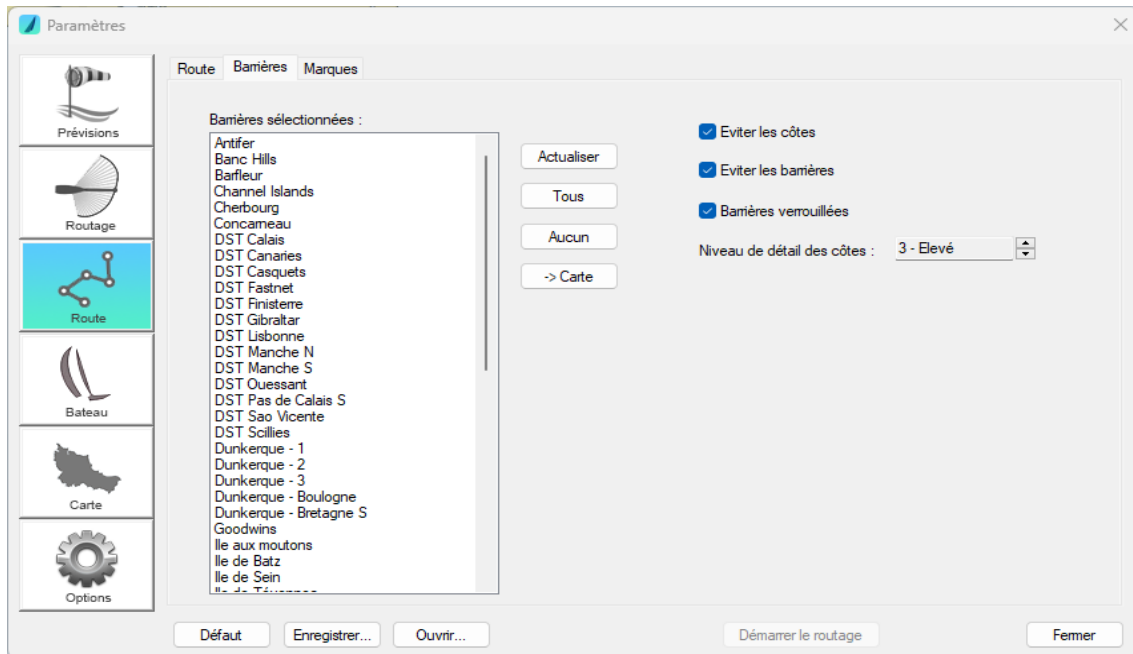 Paramètres
Prévisions
Routage
Route
Bateau
Carte
Options
Route
Barrières
Marques
Barrières sélectionnées :
Antifer
Banc Hills
Barfleur
Channel Islands
Cherbourg
Concarneau
DST Calais
DST Canaries
DST Casquets
DST Fastnet
DST Finisterre
DST Gibraltar
DST Lisbonne
DST Manche N
DST Manche S
DST Ouessant
DST Pas de Calais S
DST Sao Vicente
DST Scillies
Dunkerque - 1
Dunkerque - 2
Dunkerque - 3
Dunkerque - Boulogne
Dunkerque - Bretagne S
Goodwins
Ile aux moutons
Ile de Batz
Ile de Sein
Actualiser
Tous
Aucun
-> Carte
Eviter les côtes
Eviter les barrières
Barrières verrouillées
Niveau de détail des côtes : 3 - Elevé
Défaut
Enregistrer...
Ouvrir...
Démarrer le routage
Fermer